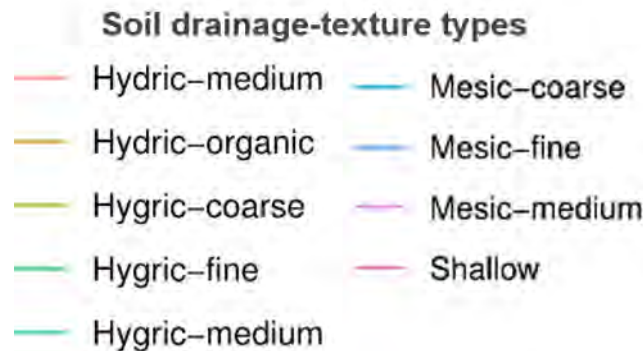 Soil drainage-texture types
Hydric–medium
Hydric–organic
Hygric–coarse
Hygric–fine
Hygric–medium
Mesic–coarse
Mesic–fine
Mesic–medium
Shallow